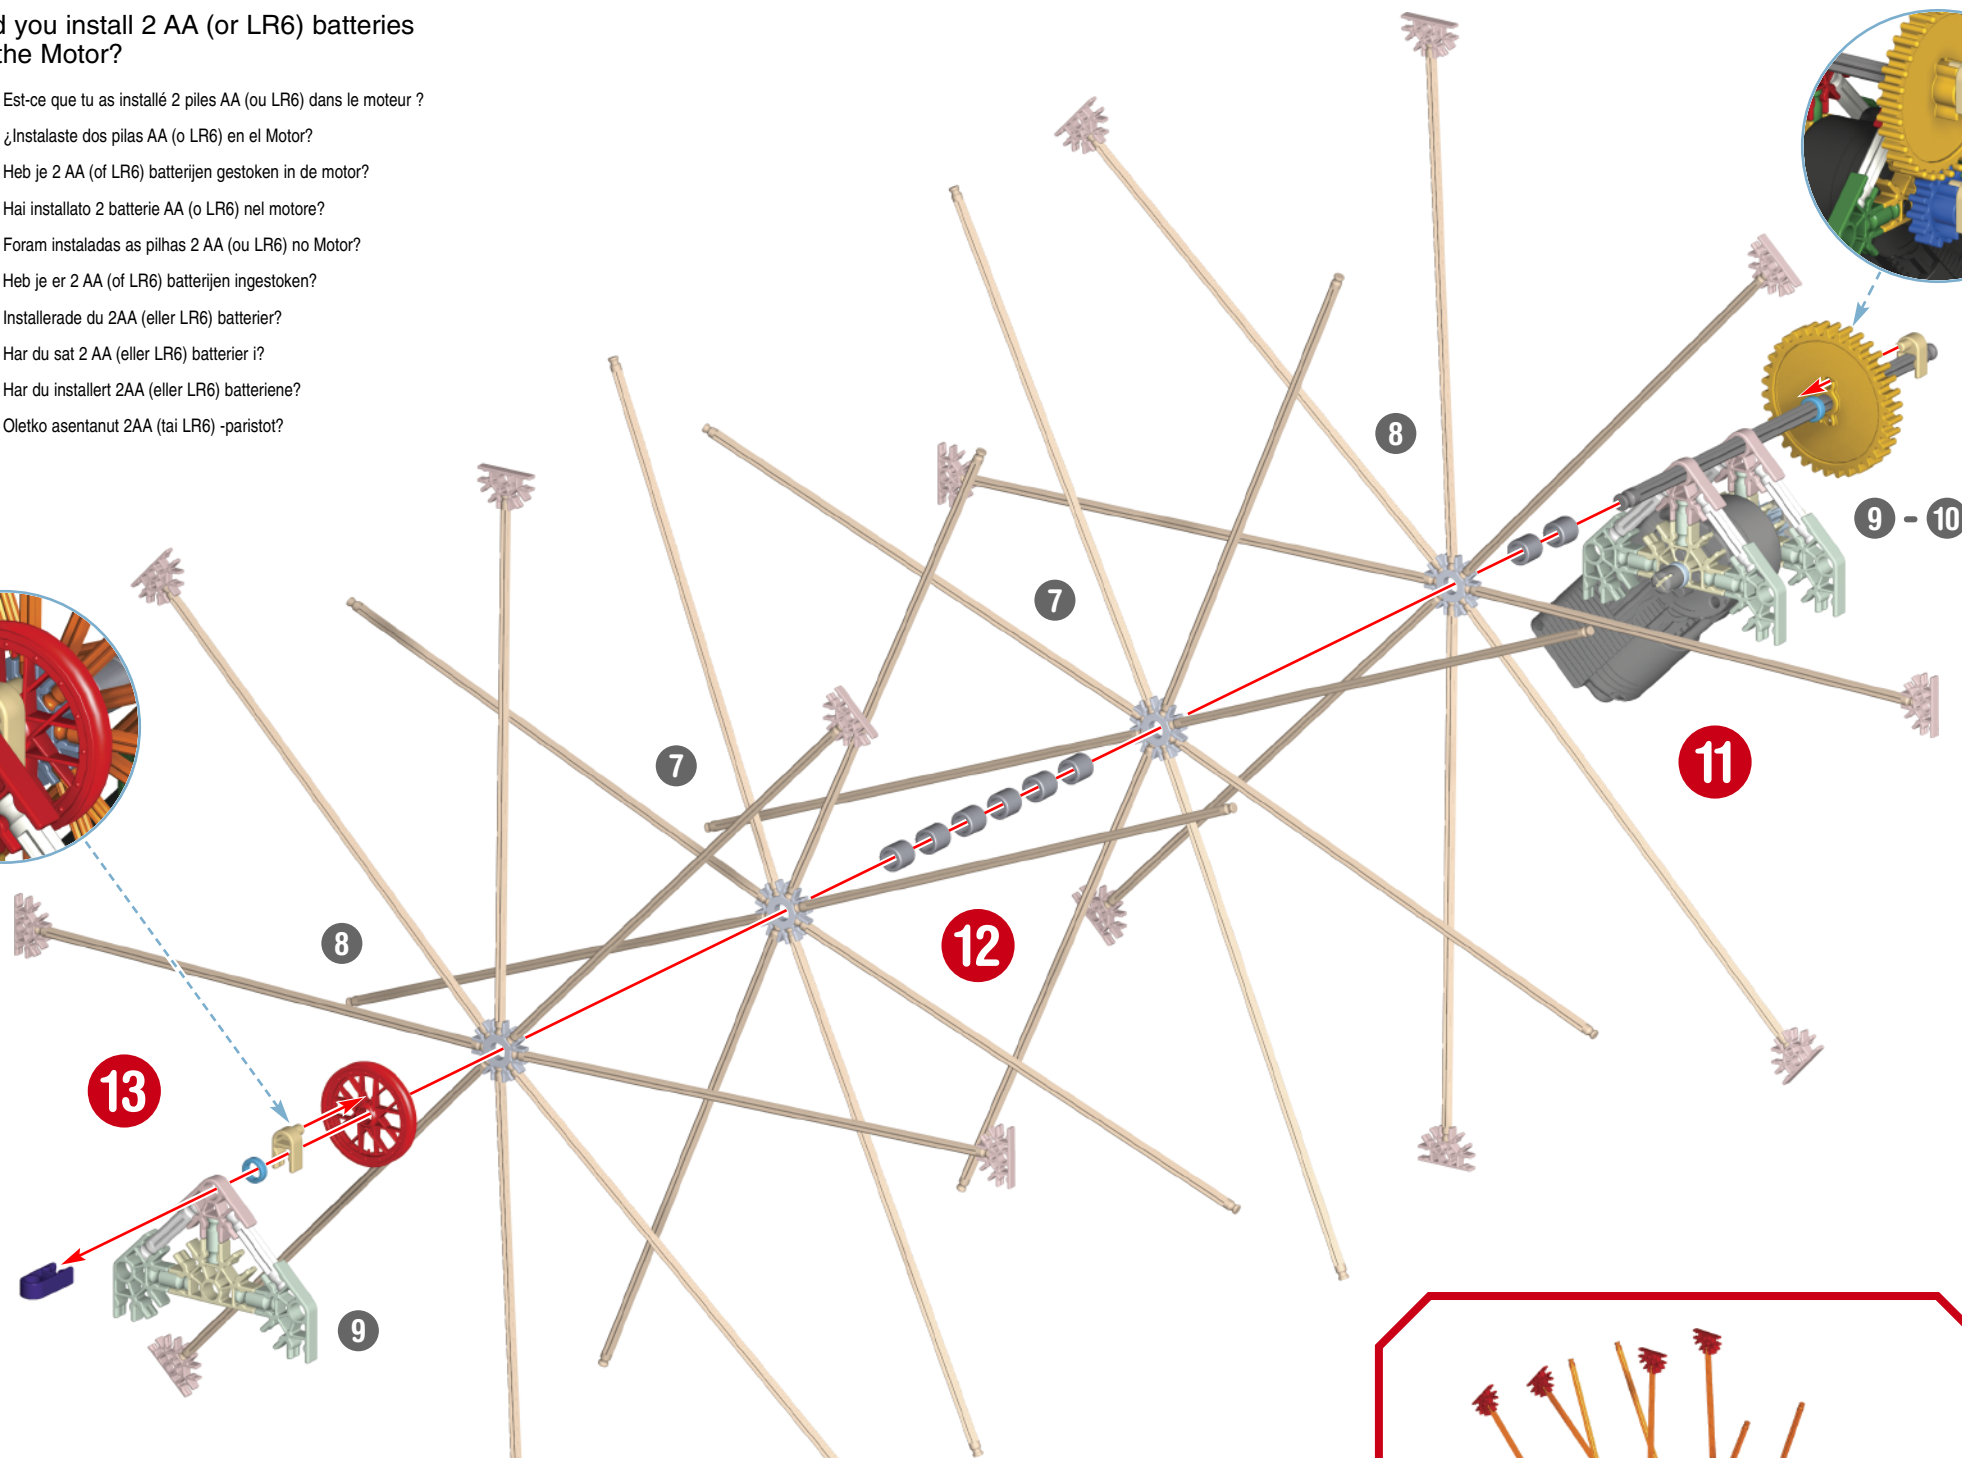 you install 2 AA (or LR6) batteries
the Motor?
Est-ce que tu as installé 2 piles AA (ou LR6) dans le moteur ?
¿Instalaste dos pilas AA (o LR6) en el Motor?
Heb je 2 AA (of LR6) batterijen gestoken in de motor?
Hai installato 2 batterie AA (o LR6) nel motore?
Foram instaladas as pilhas 2 AA (ou LR6) no Motor?
Heb je er 2 AA (of LR6) batterijen ingestoken?
Installerade du 2AA (eller LR6) batterier?
Har du sat 2 AA (eller LR6) batterier i?
Har du installert 2AA (eller LR6) batteriene?
Oletko asentanut 2AA (tai LR6) -paristot?
8
9 - 10
7
11
7
12
8
13
9